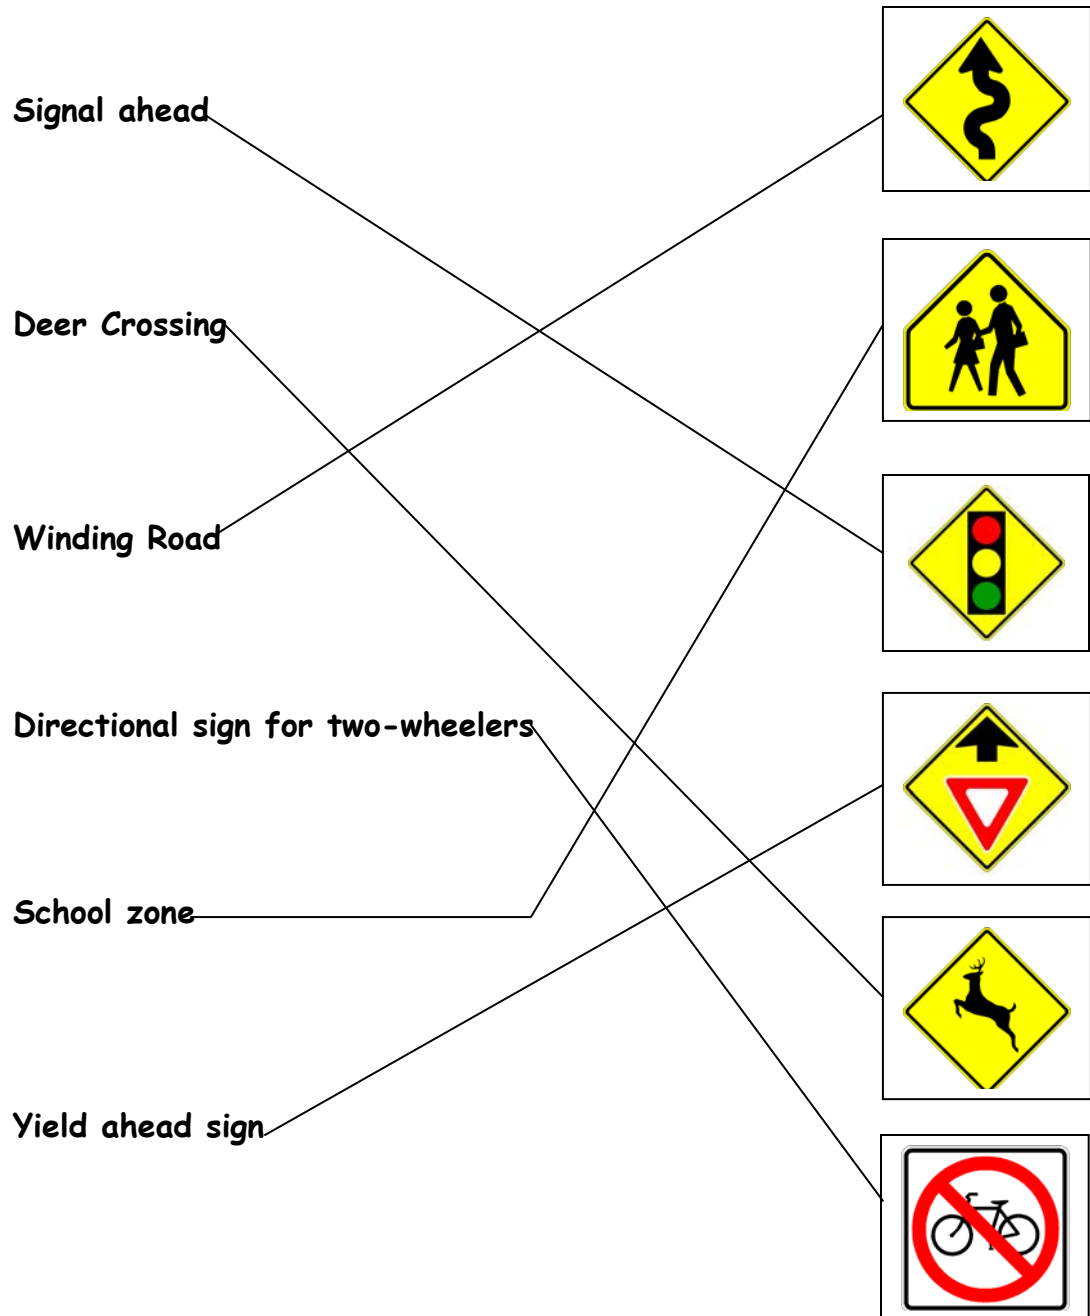 Signal ahead
Deer Crossing
Winding Road
Directional sign for two-wheelers
School zone
Yield ahead sign